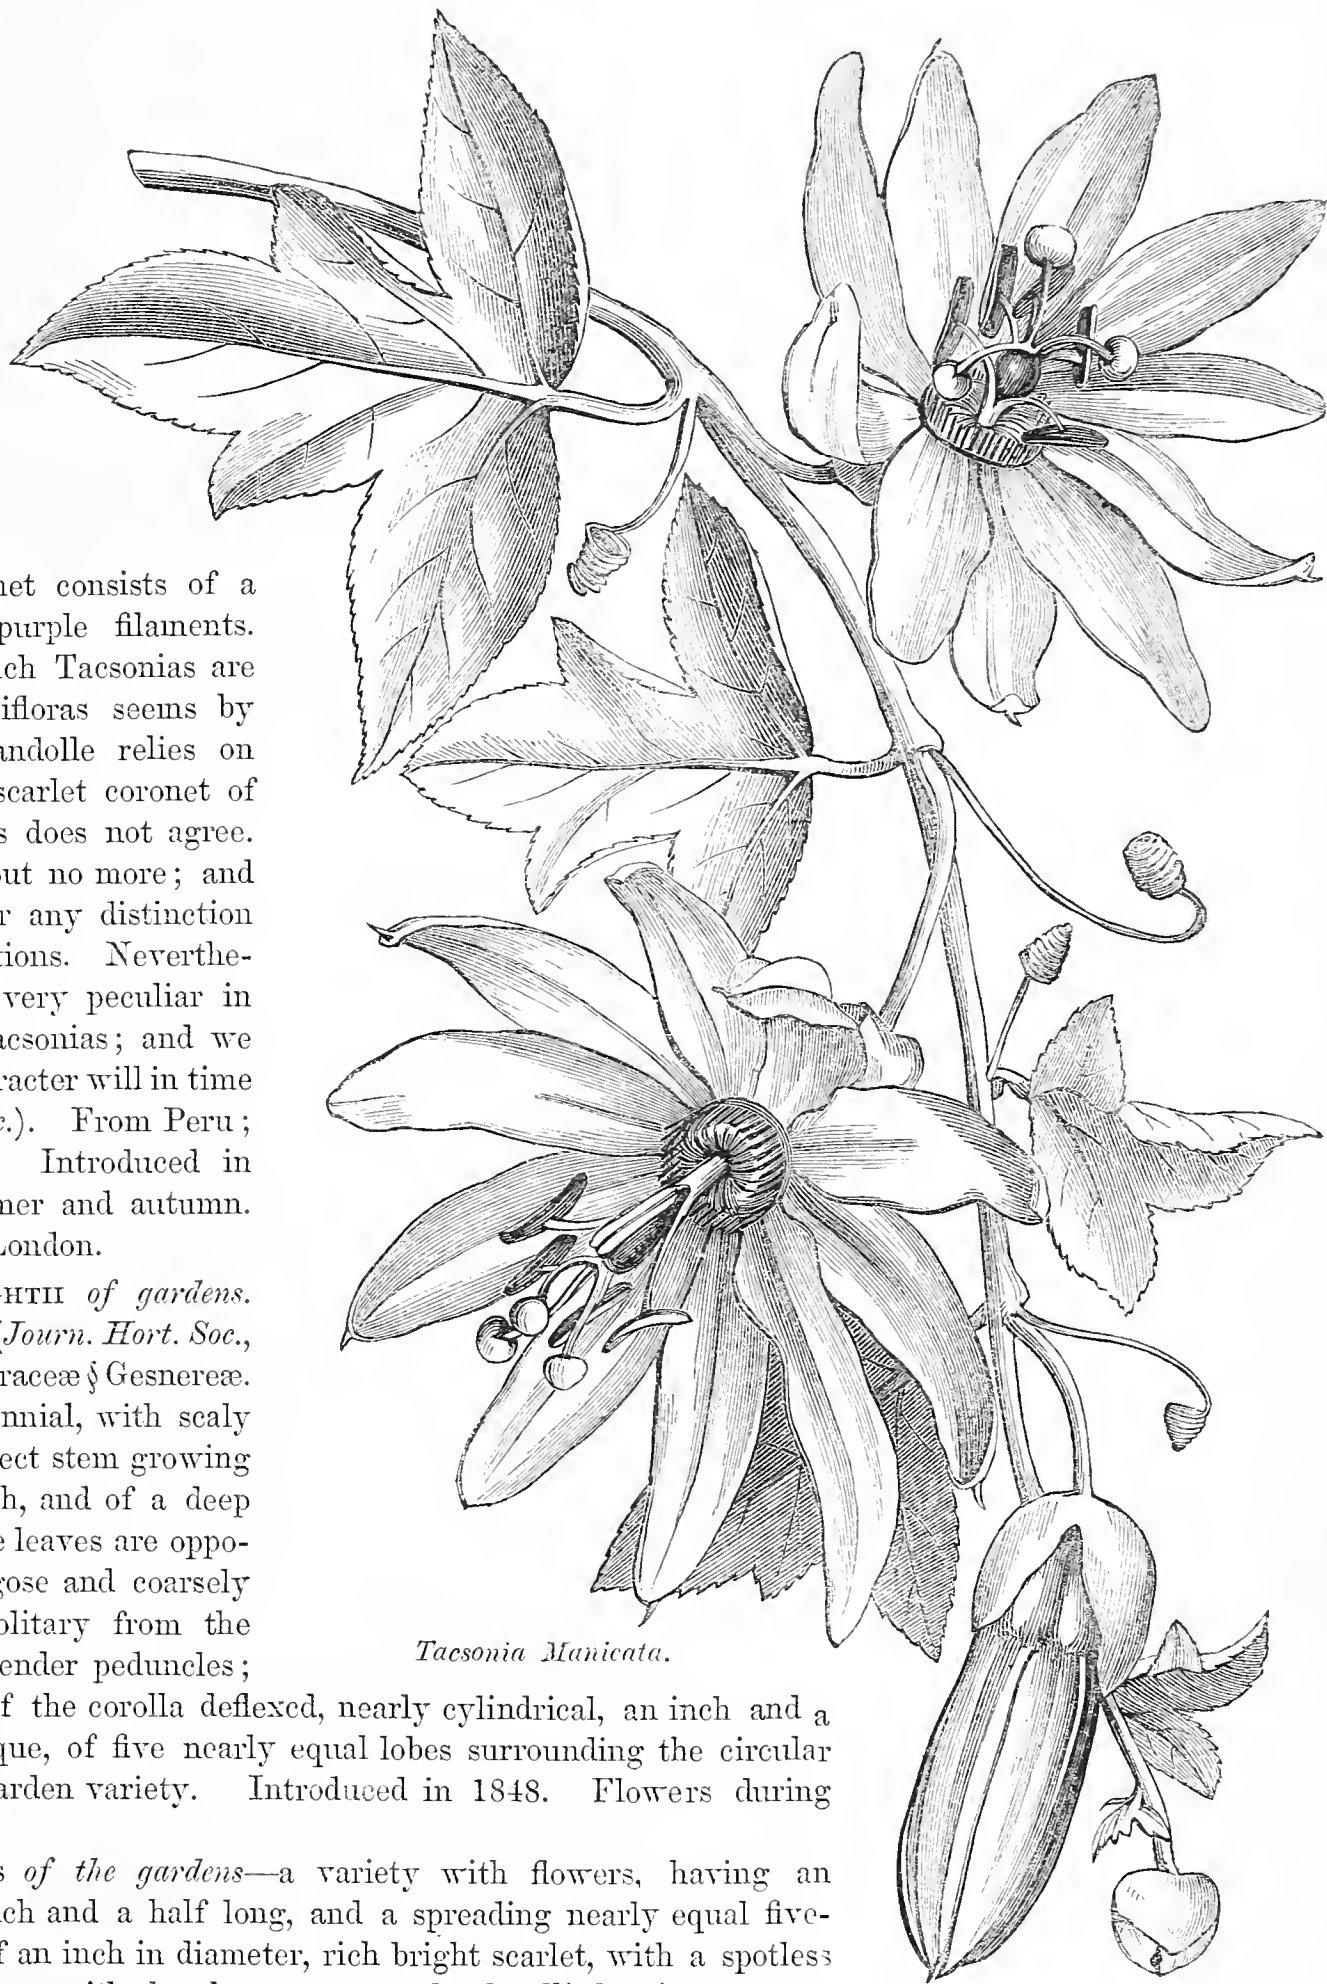 net consists of a
purple filaments.
ch Tacsonias are
ifloras seems by
andolle relies on
scarlet coronet of
s does not agree.
out no more; and
r any distinction
tions. Neverthe-
very peculiar in
acsonias; and we
racter will in time
c.). From Peru;
Introduced in
mer and autumn.
London.
HTII of gardens.
(Journ. Hort. Soc.,
raceæ § Gesnereæ.
nnial, with scaly
ect stem growing
h, and of a deep
e leaves are oppo-
gose and coarsely
olitary from the
ender peduncles;
Tacsonia Manicata.
f the corolla deflexed, nearly cylindrical, an inch and a
que, of five nearly equal lobes surrounding the circular
arden variety. Introduced in 1848. Flowers during
s of the gardens—a variety with flowers, having an
ch and a half long, and a spreading nearly equal five-
f an inch in diameter, rich bright scarlet, with a spotless